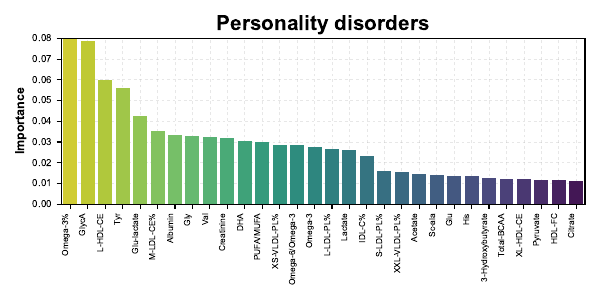 Personality disorders
Importance
0.08
0.07
0.06
0.05
0.04
0.03
0.02
0.01
0.00
Omega-3%
GlycA
L-HDL-CE
Tyr
Glu-lactate
M-LDL-CE%
Albumin
Gly
Val
Creatinine
DHA
PUFA/MUFA
XS-VLDL-PL%
Omega-6/Omega-3
Omega-3
L-LDL-PL%
Lactate
IDL-C%
S-LDL-PL%
XXL-VLDL-PL%
Acetate
Sc-ala
Glu
His
3-Hydroxybutyrate
Total-BCAA
XL-HDL-CE
Pyruvate
HDL-FC
Citrate